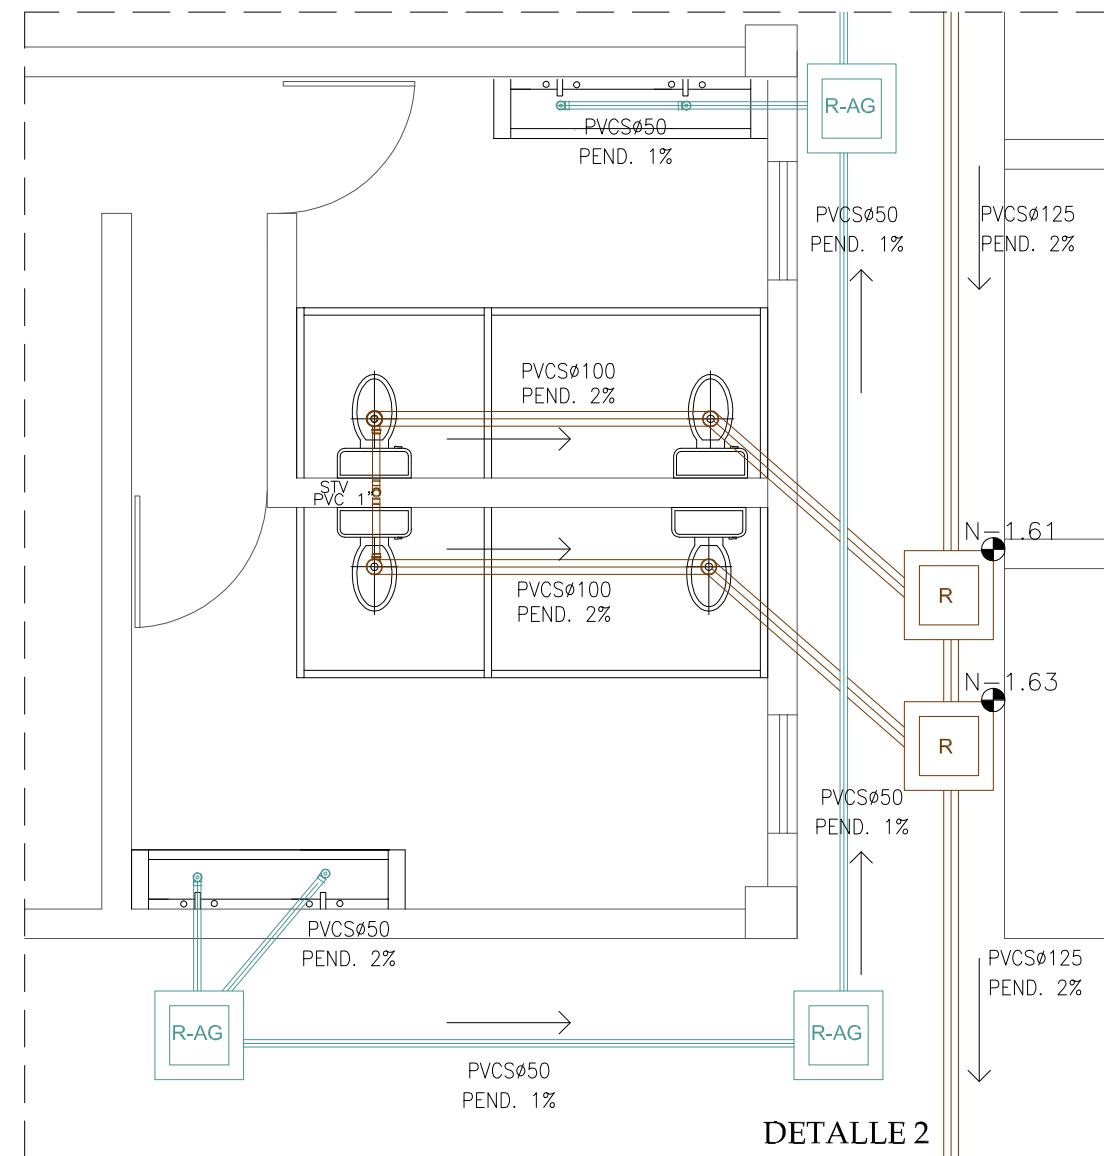 R-AG
PVCSø50
PEND. 1%
PVCSø50
PEND. 1%
PVCSø125
PEND. 2%
PVCSø100
PEND. 2%
STV
PVC 1"
N-1.61
PVCSø100
PEND. 2%
R
N-1.63
R
PVCSø50
PEND. 1%
PVCSø50
PEND. 2%
PVCSø125
PEND. 2%
R-AG
R-AG
PVCSø50
PEND. 1%
DETALLE 2